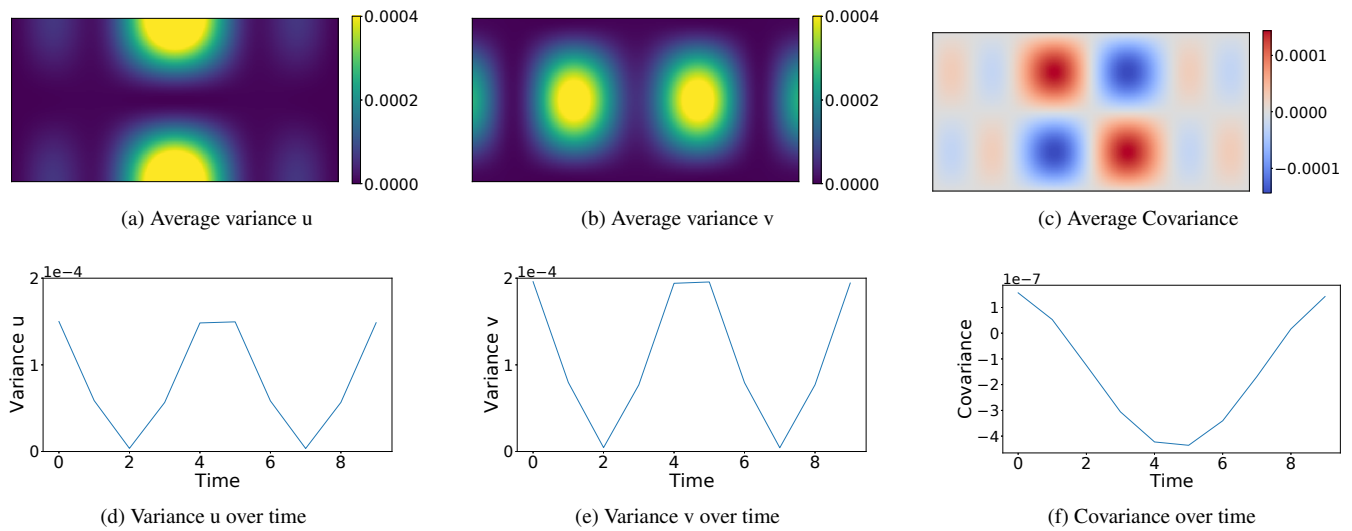 0.0004
0.0002
0.0000
(a) Average variance u
0.0004
0.0002
0.0000
(b) Average variance v
0.0001
0.0000
−0.0001
(c) Average Covariance
1e−4
2
1
0
Variance u
0 2 4 6 8
Time
(d) Variance u over time
1e−4
2
1
0
Variance v
0 2 4 6 8
Time
(e) Variance v over time
1e−7
1
0
−1
−2
−3
−4
Covariance
0 2 4 6 8
Time
(f) Covariance over time